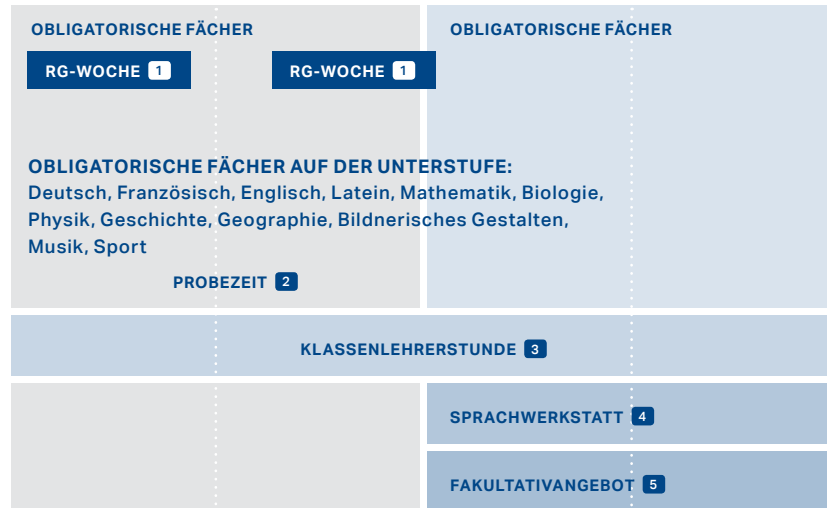 OBLIGATORISCHE FÄCHER
OBLIGATORISCHE FÄCHER
RG-WOCHE 1
RG-WOCHE 1
OBLIGATORISCHE FÄCHER AUF DER UNTERSTUFE:
Deutsch, Französisch, Englisch, Latein, Mathematik, Biologie,
Physik, Geschichte, Geographie, Bildnerisches Gestalten,
Musik, Sport
PROBEZEIT 2
KLASSENLEHRERSTUNDE 3
SPRACHWERKSTATT 4
FAKULTATIVANGEBOT 5